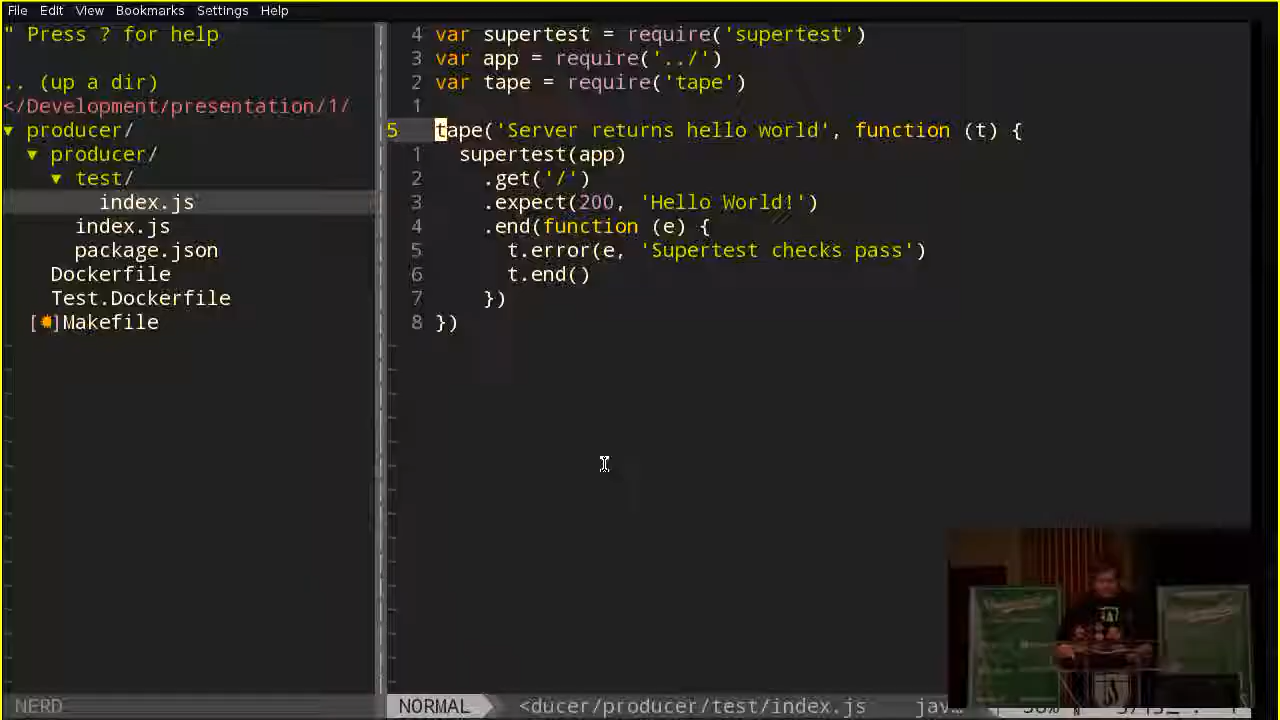 File Edit View Bookmarks Settings Help
" Press ? for help
.. (up a dir)
</Development/presentation/1/
▼ producer/
▼ producer/
▼ test/
index.js
index.js
package.json
Dockerfile
Test.Dockerfile
[✹]Makefile
NERD
4 var supertest = require('supertest')
3 var app = require('../')
2 var tape = require('tape')
1
5 tape('Server returns hello world', function (t) {
1 supertest(app)
2 .get('/')
3 .expect(200, 'Hello World!')
4 .end(function (e) {
5 t.error(e, 'Supertest checks pass')
6 t.end()
7 })
8 })
NORMAL <ducer/producer/test/index.js jav…